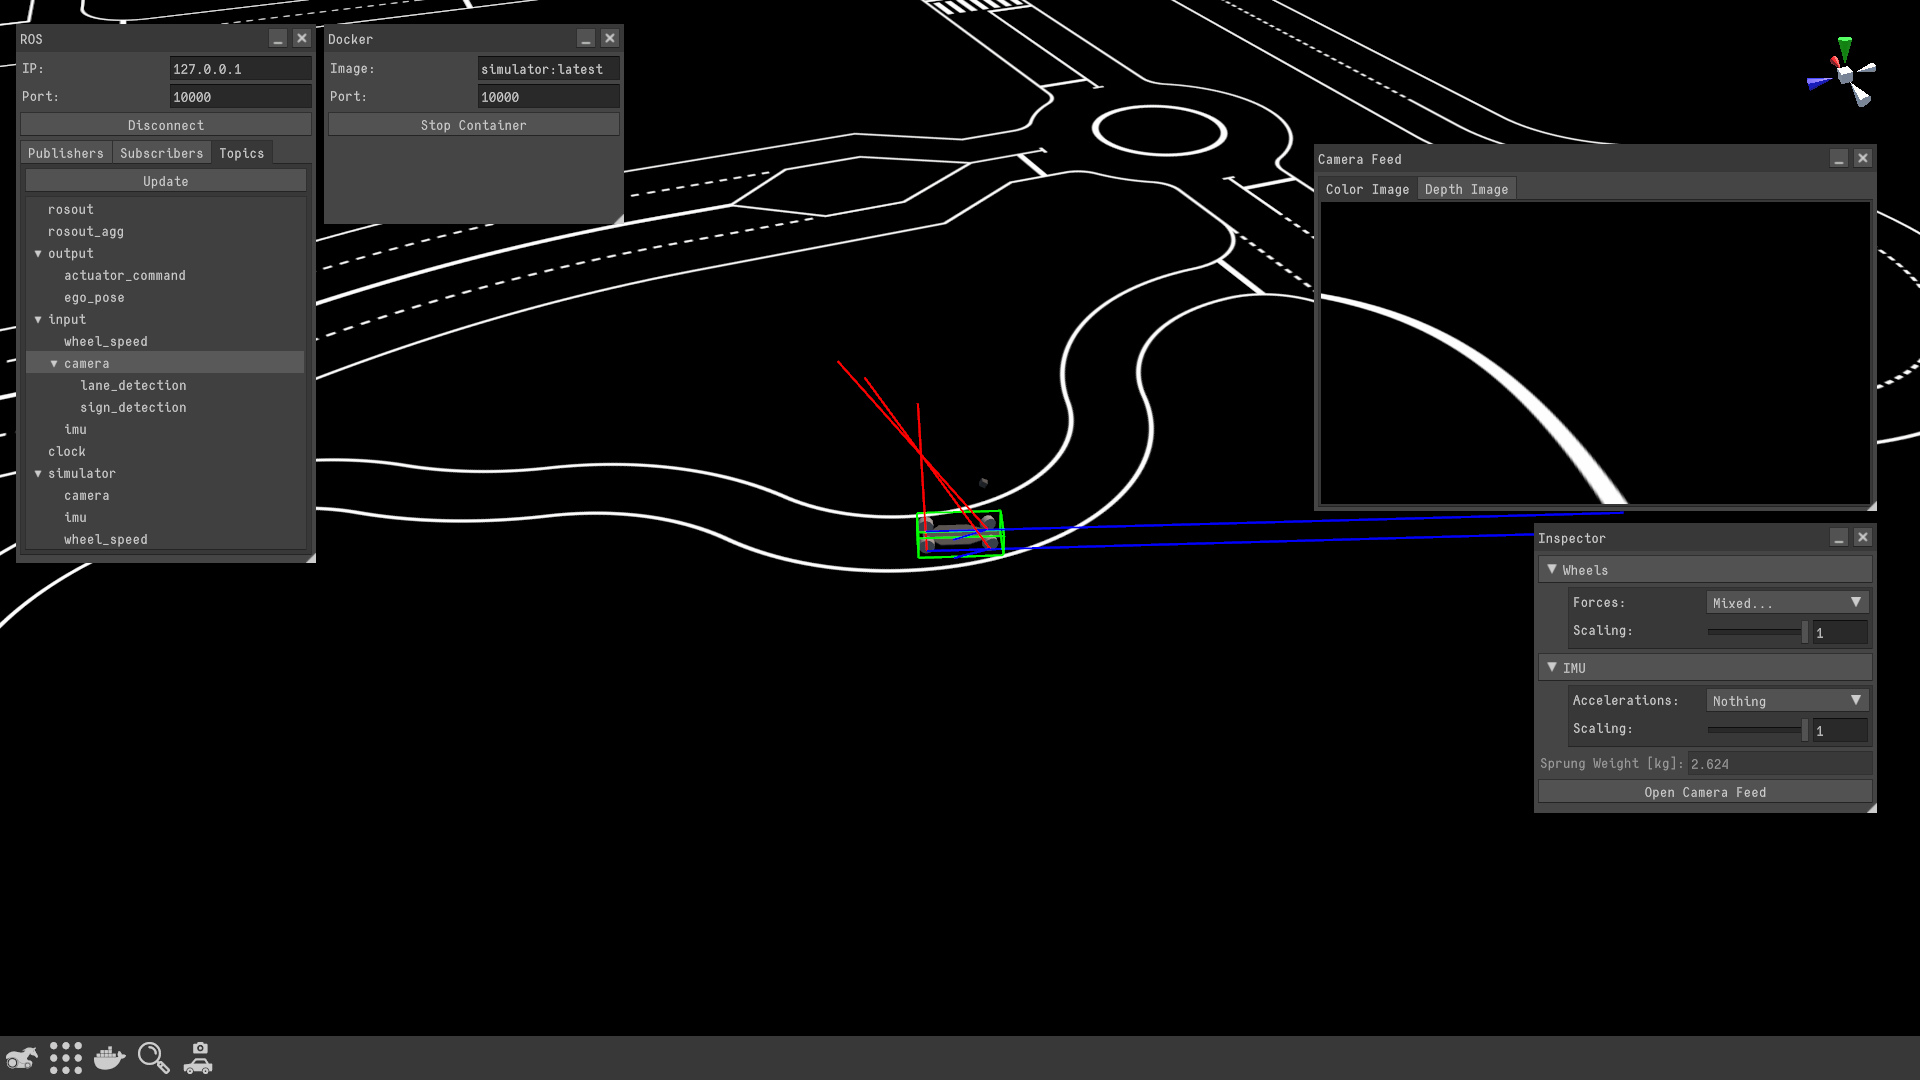 ROS
IP: 127.0.0.1
Port: 10000
Disconnect
Publishers Subscribers Topics
Update
rosout
rosout_agg
output
actuator_command
ego_pose
input
wheel_speed
camera
lane_detection
sign_detection
imu
clock
simulator
camera
imu
wheel_speed
Docker
Image: simulator:latest
Port: 10000
Stop Container
Camera Feed
Color Image Depth Image
Inspector
Wheels
Forces: Mixed...
Scaling: 1
IMU
Accelerations: Nothing
Scaling: 1
Sprung Weight [kg]: 2.624
Open Camera Feed